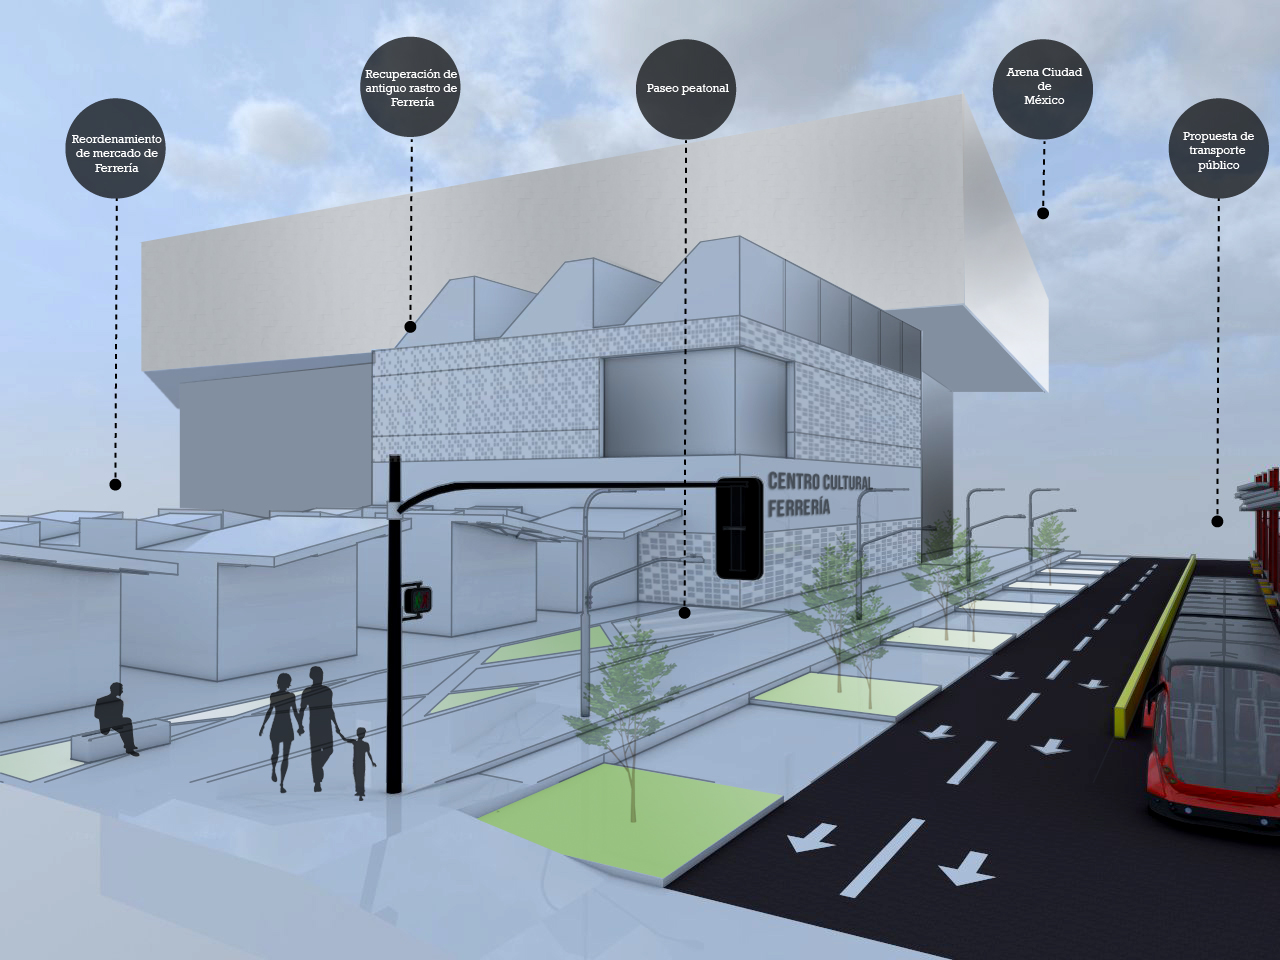 Reordenamiento
de mercado de
Ferrería
Recuperación de
antiguo rastro de
Ferrería
Paseo peatonal
Arena Ciudad
de
México
Propuesta de
transporte
público
CENTRO CULTURAL
FERRERÍA